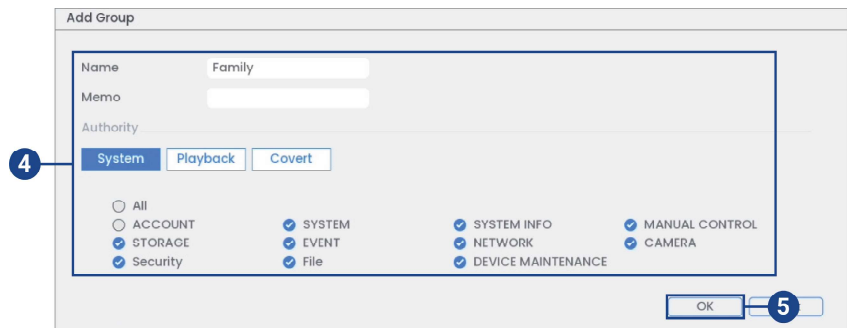 Add Group
Name Family
Memo
Authority
System Playback Covert
4
All
ACCOUNT SYSTEM SYSTEM INFO MANUAL CONTROL
STORAGE EVENT NETWORK CAMERA
Security File DEVICE MAINTENANCE
OK 5